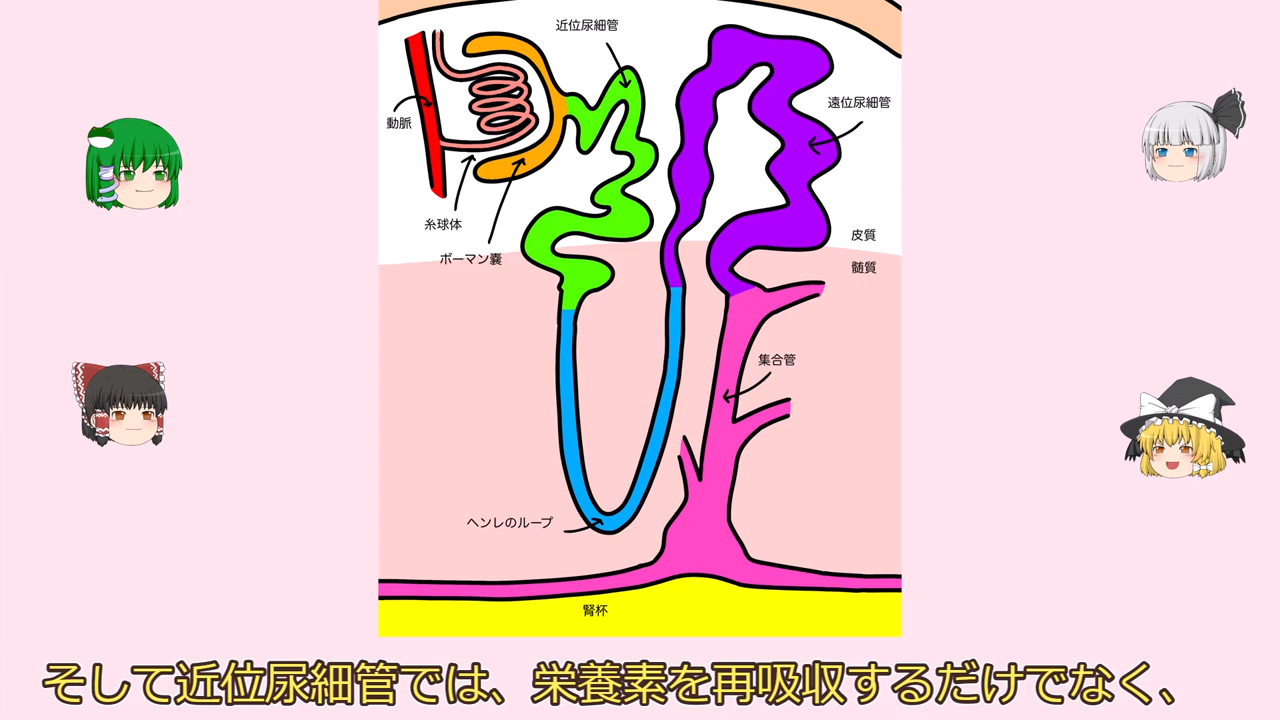 近位尿細管
遠位尿細管
動脈
糸球体
ボーマン嚢
皮質
髄質
集合管
ヘンレのループ
腎杯
そして近位尿細管では、栄養素を再吸収するだけでなく、